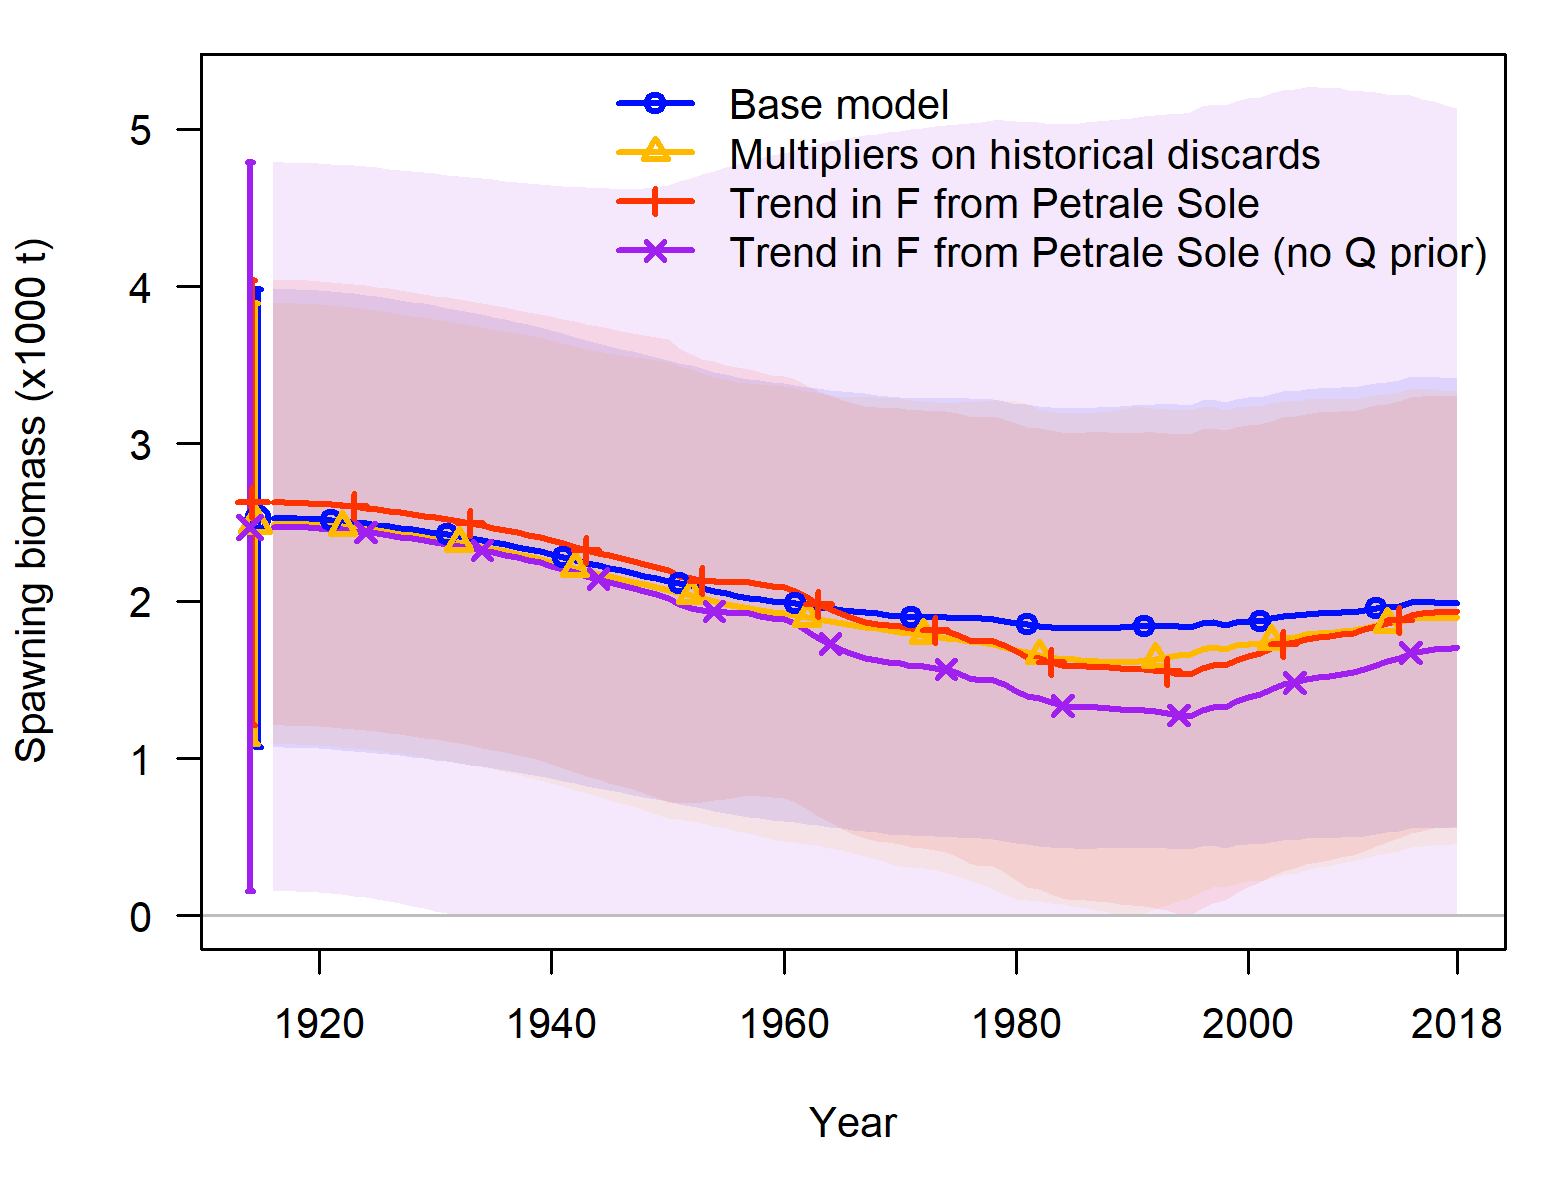 Base model
Multipliers on historical discards
Trend in F from Petrale Sole
Trend in F from Petrale Sole (no Q prior)
Spawning biomass (x1000 t)
5
4
3
2
1
0
1920 1940 1960 1980 2000 2018
Year